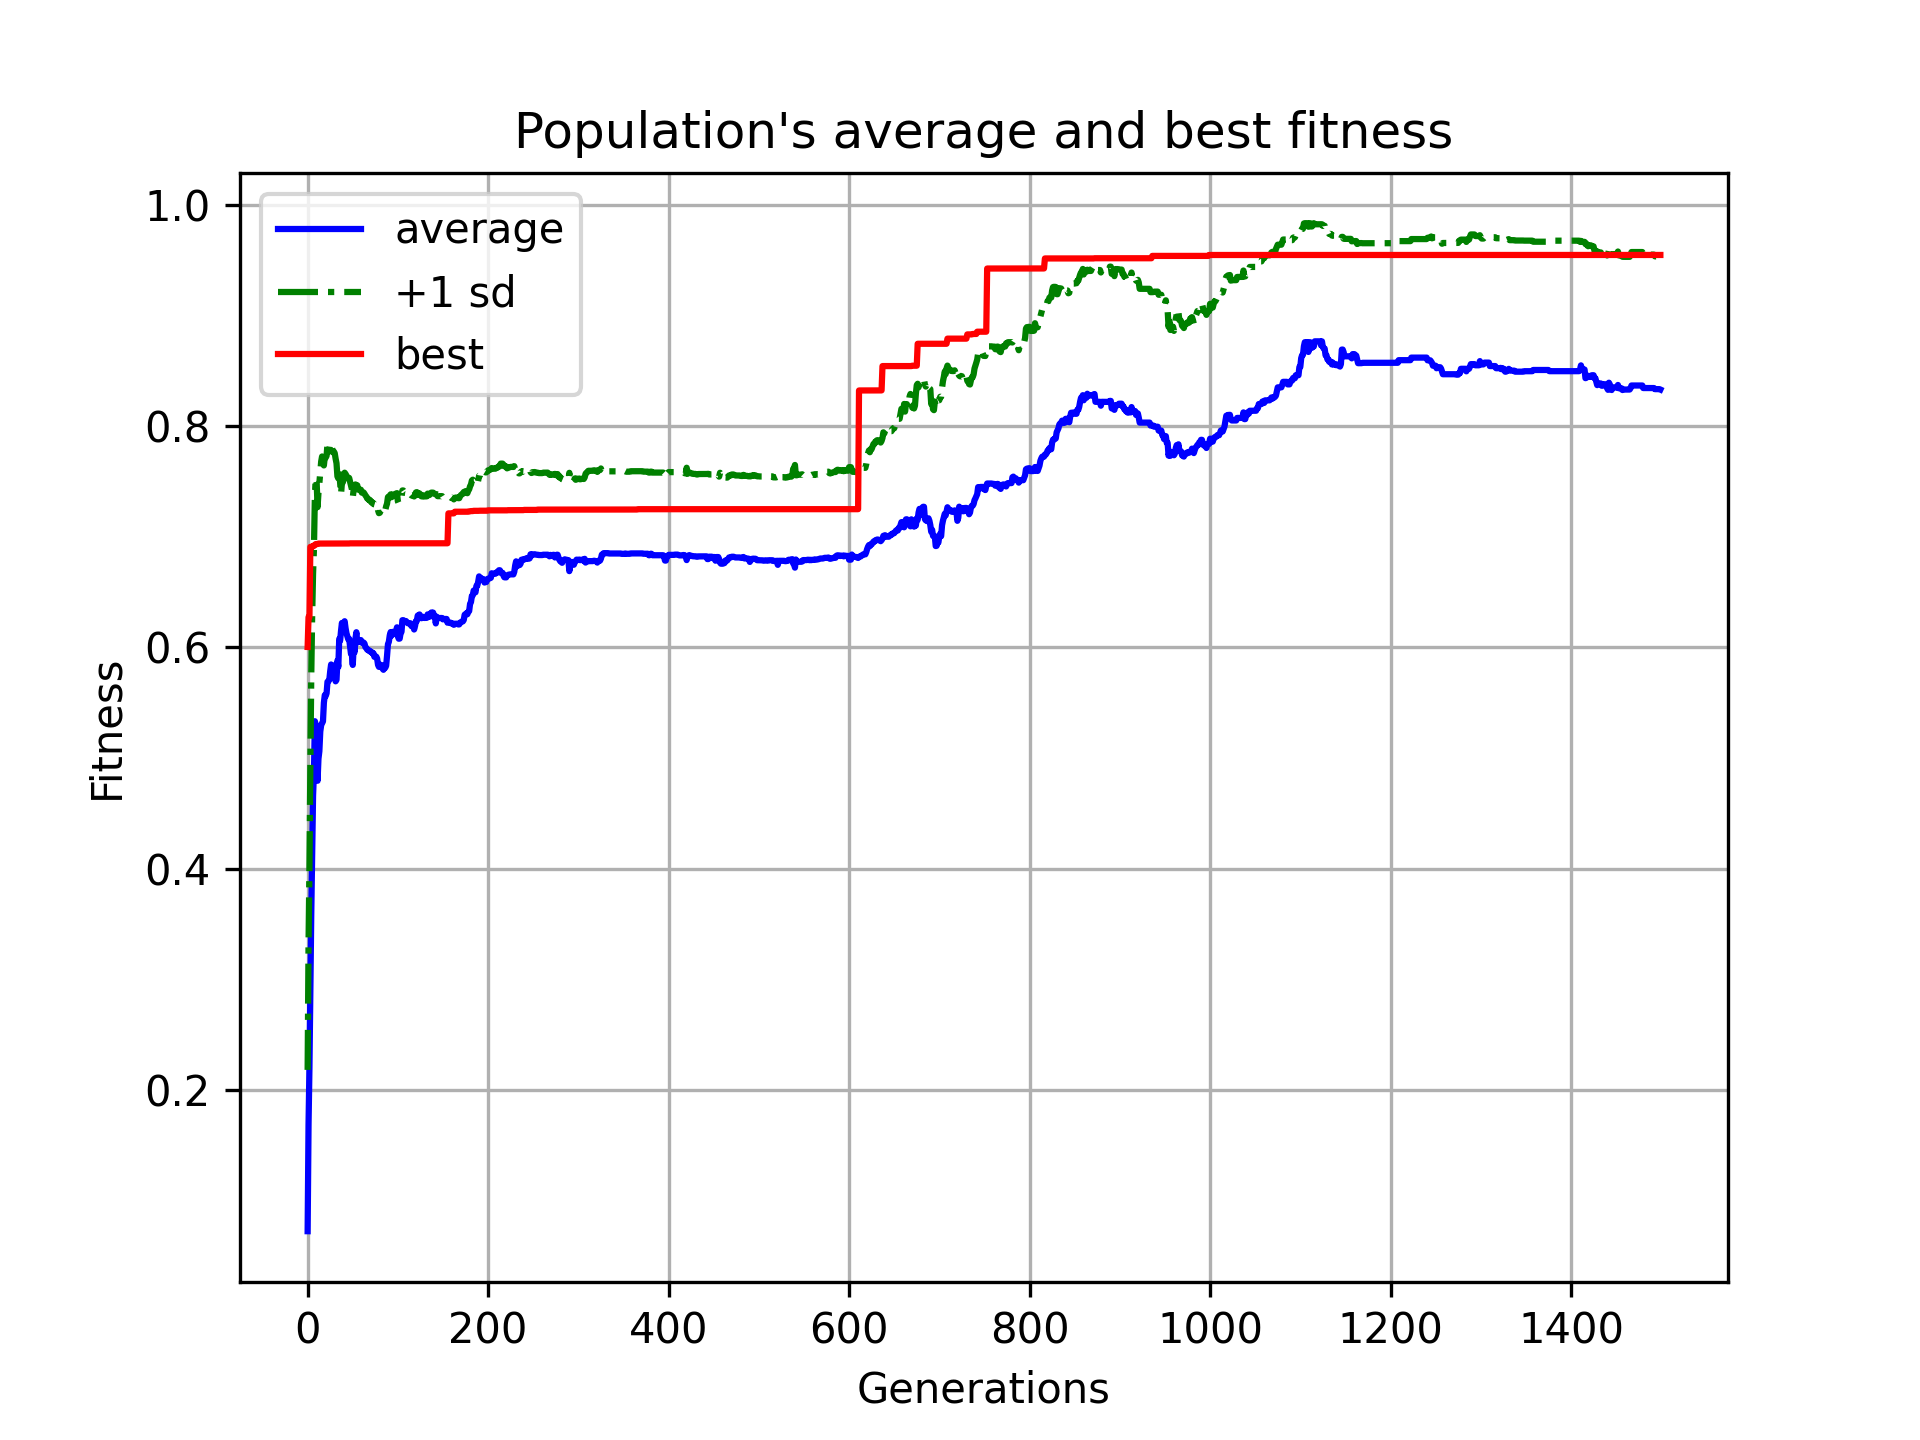 Population's average and best fitness
average
+1 sd
best
1.0
0.8
0.6
0.4
0.2
Fitness
0 200 400 600 800 1000 1200 1400
Generations